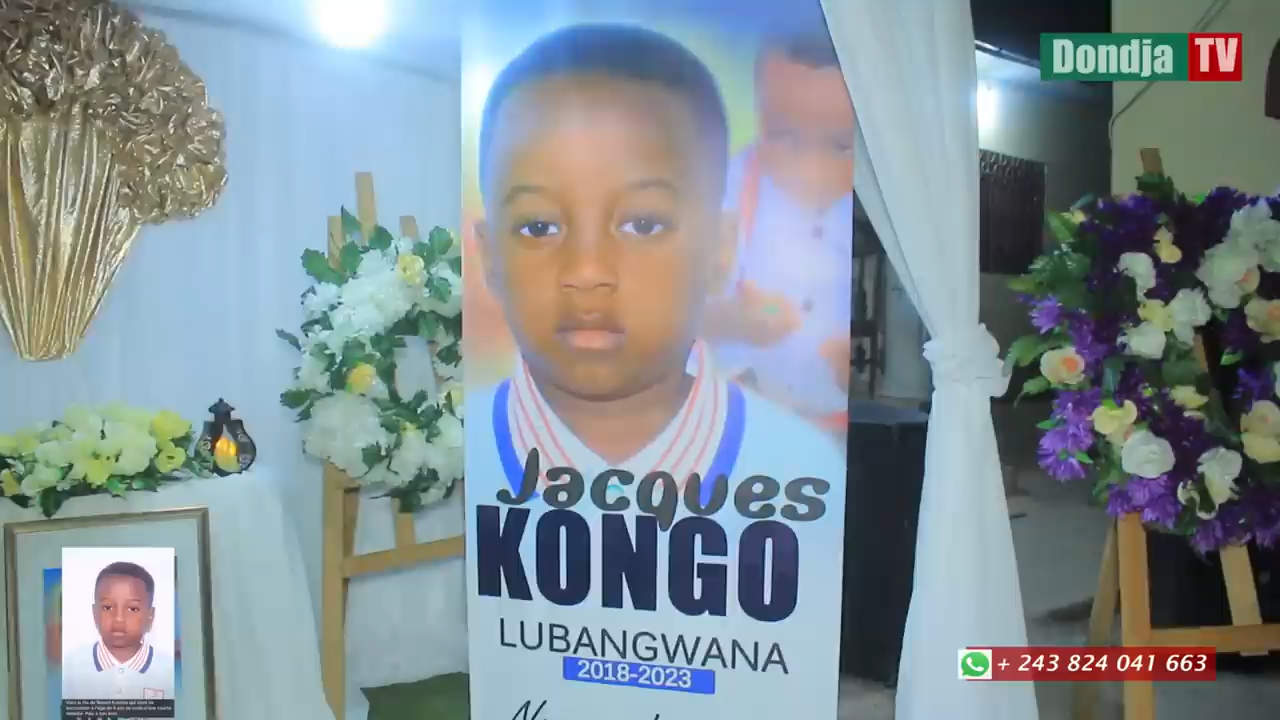 Dondja TV
Jacques
KONGO
LUBANGWANA
2018-2023
+ 243 824 041 663